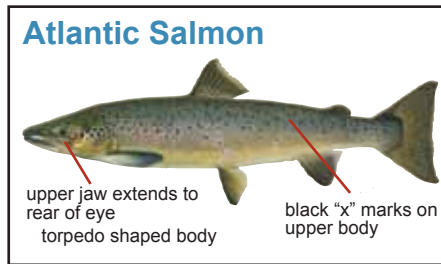 Atlantic Salmon
upper jaw extends to
rear of eye
torpedo shaped body
black "x" marks on
upper body